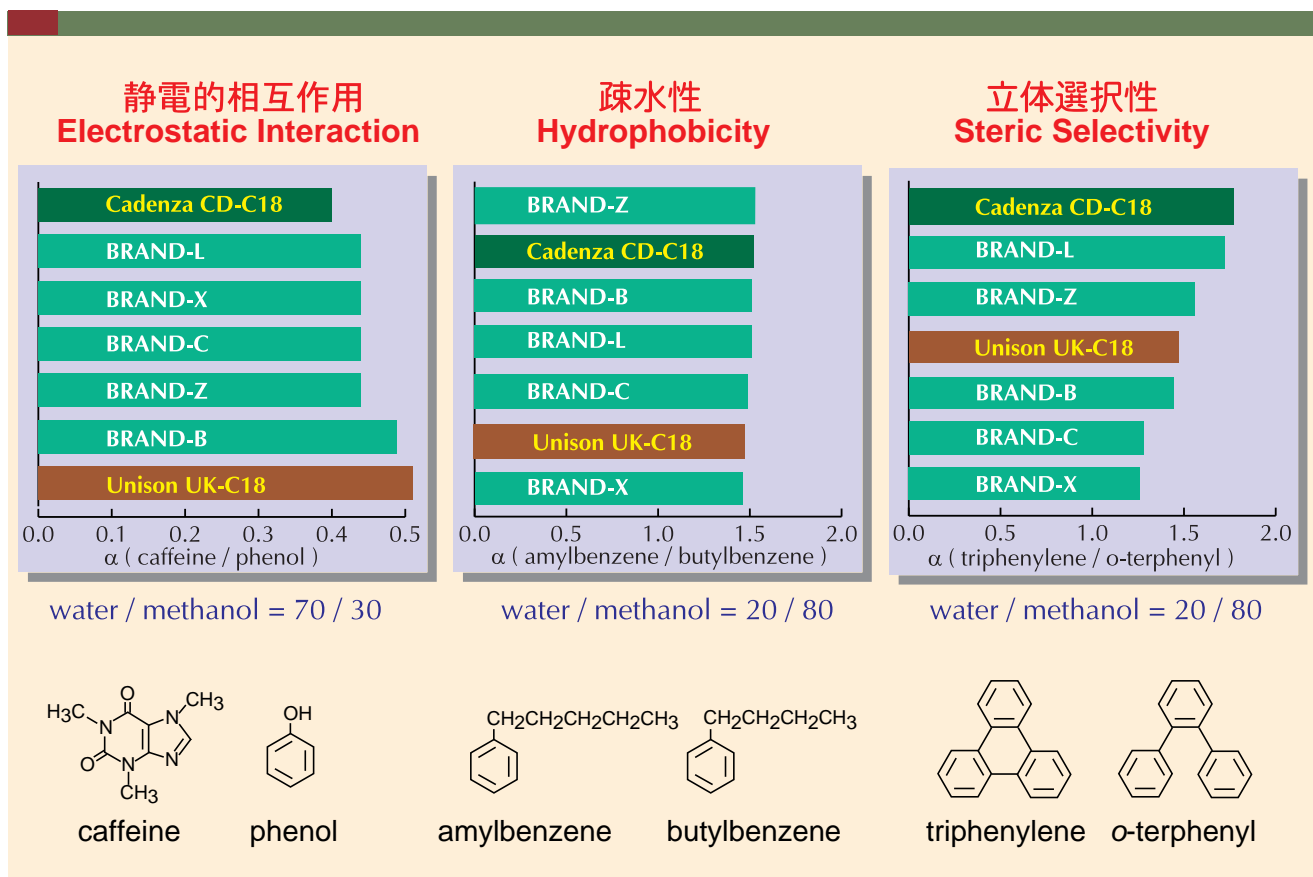 静電的相互作用
Electrostatic Interaction
Cadenza CD-C18
BRAND-L
BRAND-X
BRAND-C
BRAND-Z
BRAND-B
Unison UK-C18
0.0 0.1 0.2 0.3 0.4 0.5
α ( caffeine / phenol )
water / methanol = 70 / 30
疎水性
Hydrophobicity
BRAND-Z
Cadenza CD-C18
BRAND-B
BRAND-L
BRAND-C
Unison UK-C18
BRAND-X
0.0 0.5 1.0 1.5 2.0
α ( amylbenzene / butylbenzene )
water / methanol = 20 / 80
立体選択性
Steric Selectivity
Cadenza CD-C18
BRAND-L
BRAND-Z
Unison UK-C18
BRAND-B
BRAND-C
BRAND-X
0.0 0.5 1.0 1.5 2.0
α ( triphenylene / o-terphenyl )
water / methanol = 20 / 80
O
CH3
H3C
N
N
O
N
N
CH3
caffeine
OH
phenol
CH2CH2CH2CH2CH3
amylbenzene
CH2CH2CH2CH3
butylbenzene
triphenylene
o-terphenyl